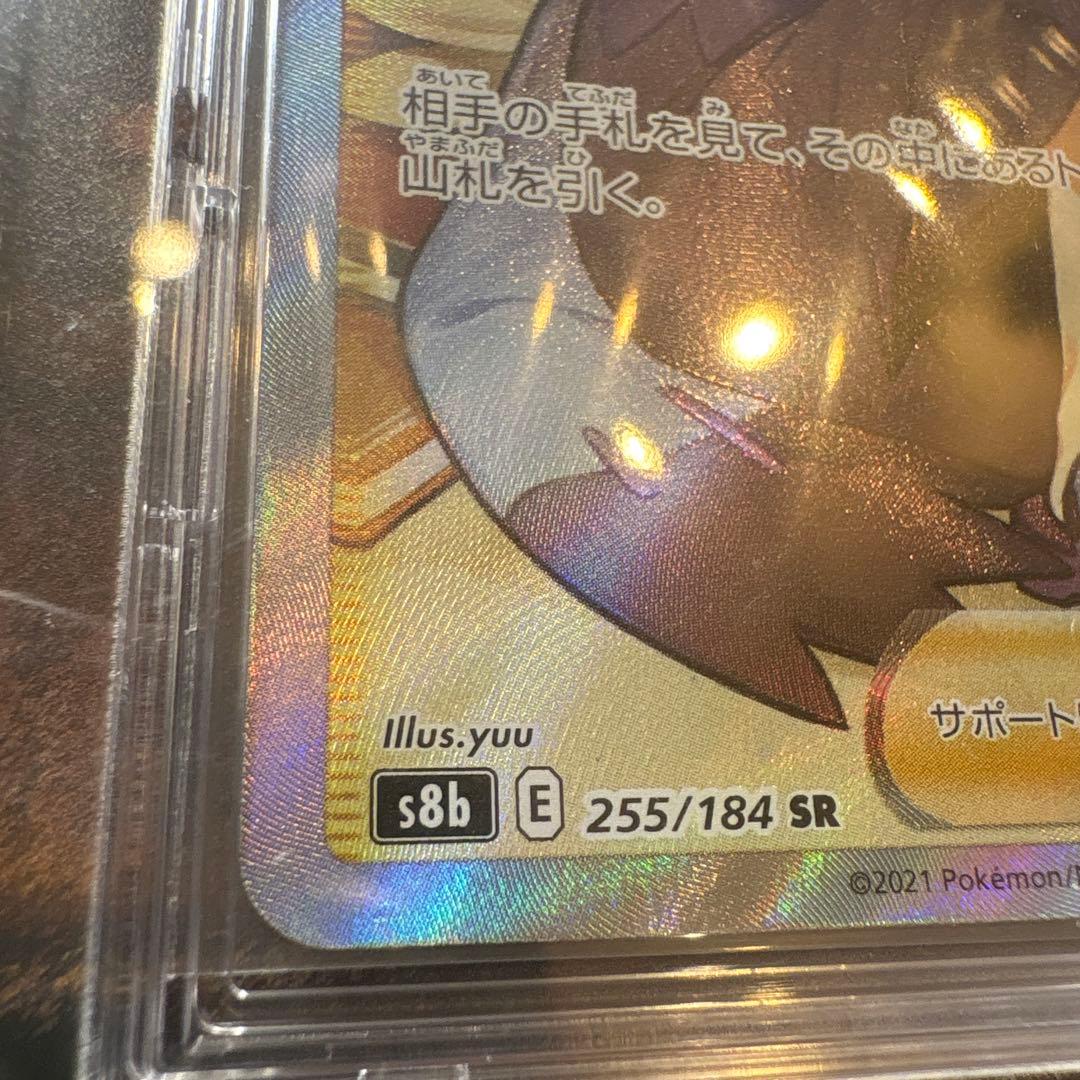 あいて てふだ み なか
相手の手札を見て、その中にあるト
やまふだ ひ
山札を引く。
サポート
Illus.yuu
s8b E 255/184 SR
©2021 Pokémon/